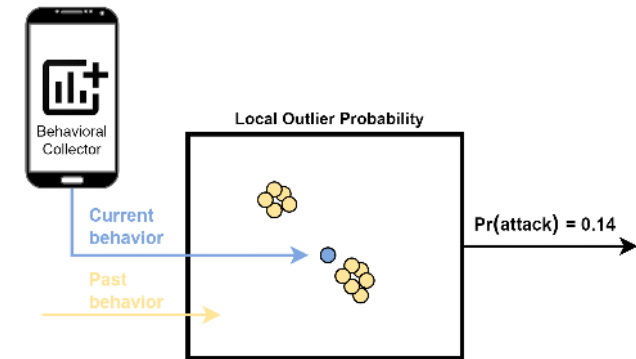 Behavioral
Collector
Local Outlier Probability
Current
behavior
Pr(attack) = 0.14
Past
behavior